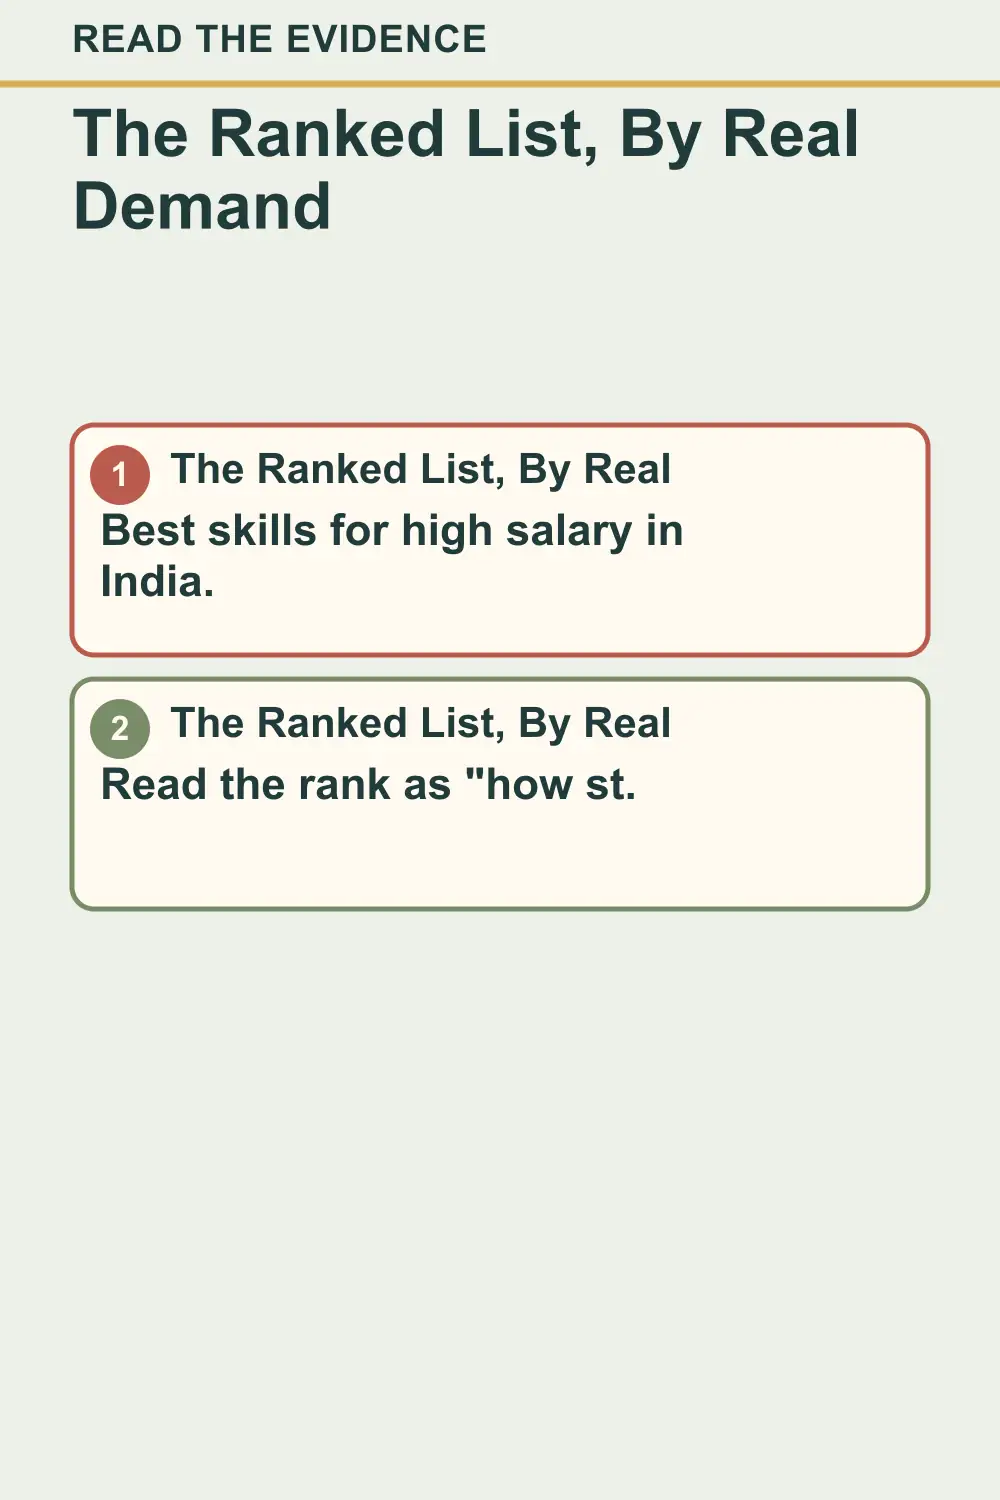 READ THE EVIDENCE
The Ranked List, By Real
Demand
1
The Ranked List, By Real
Best skills for high salary in
India.
2
The Ranked List, By Real
Read the rank as "how st.